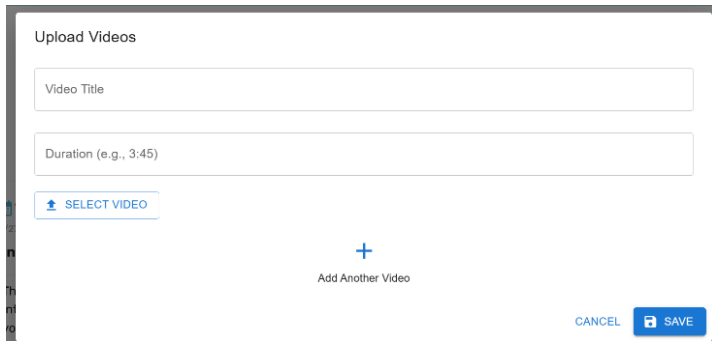 Upload Videos
Video Title
Duration (e.g., 3:45)
SELECT VIDEO
Add Another Video
CANCEL
SAVE